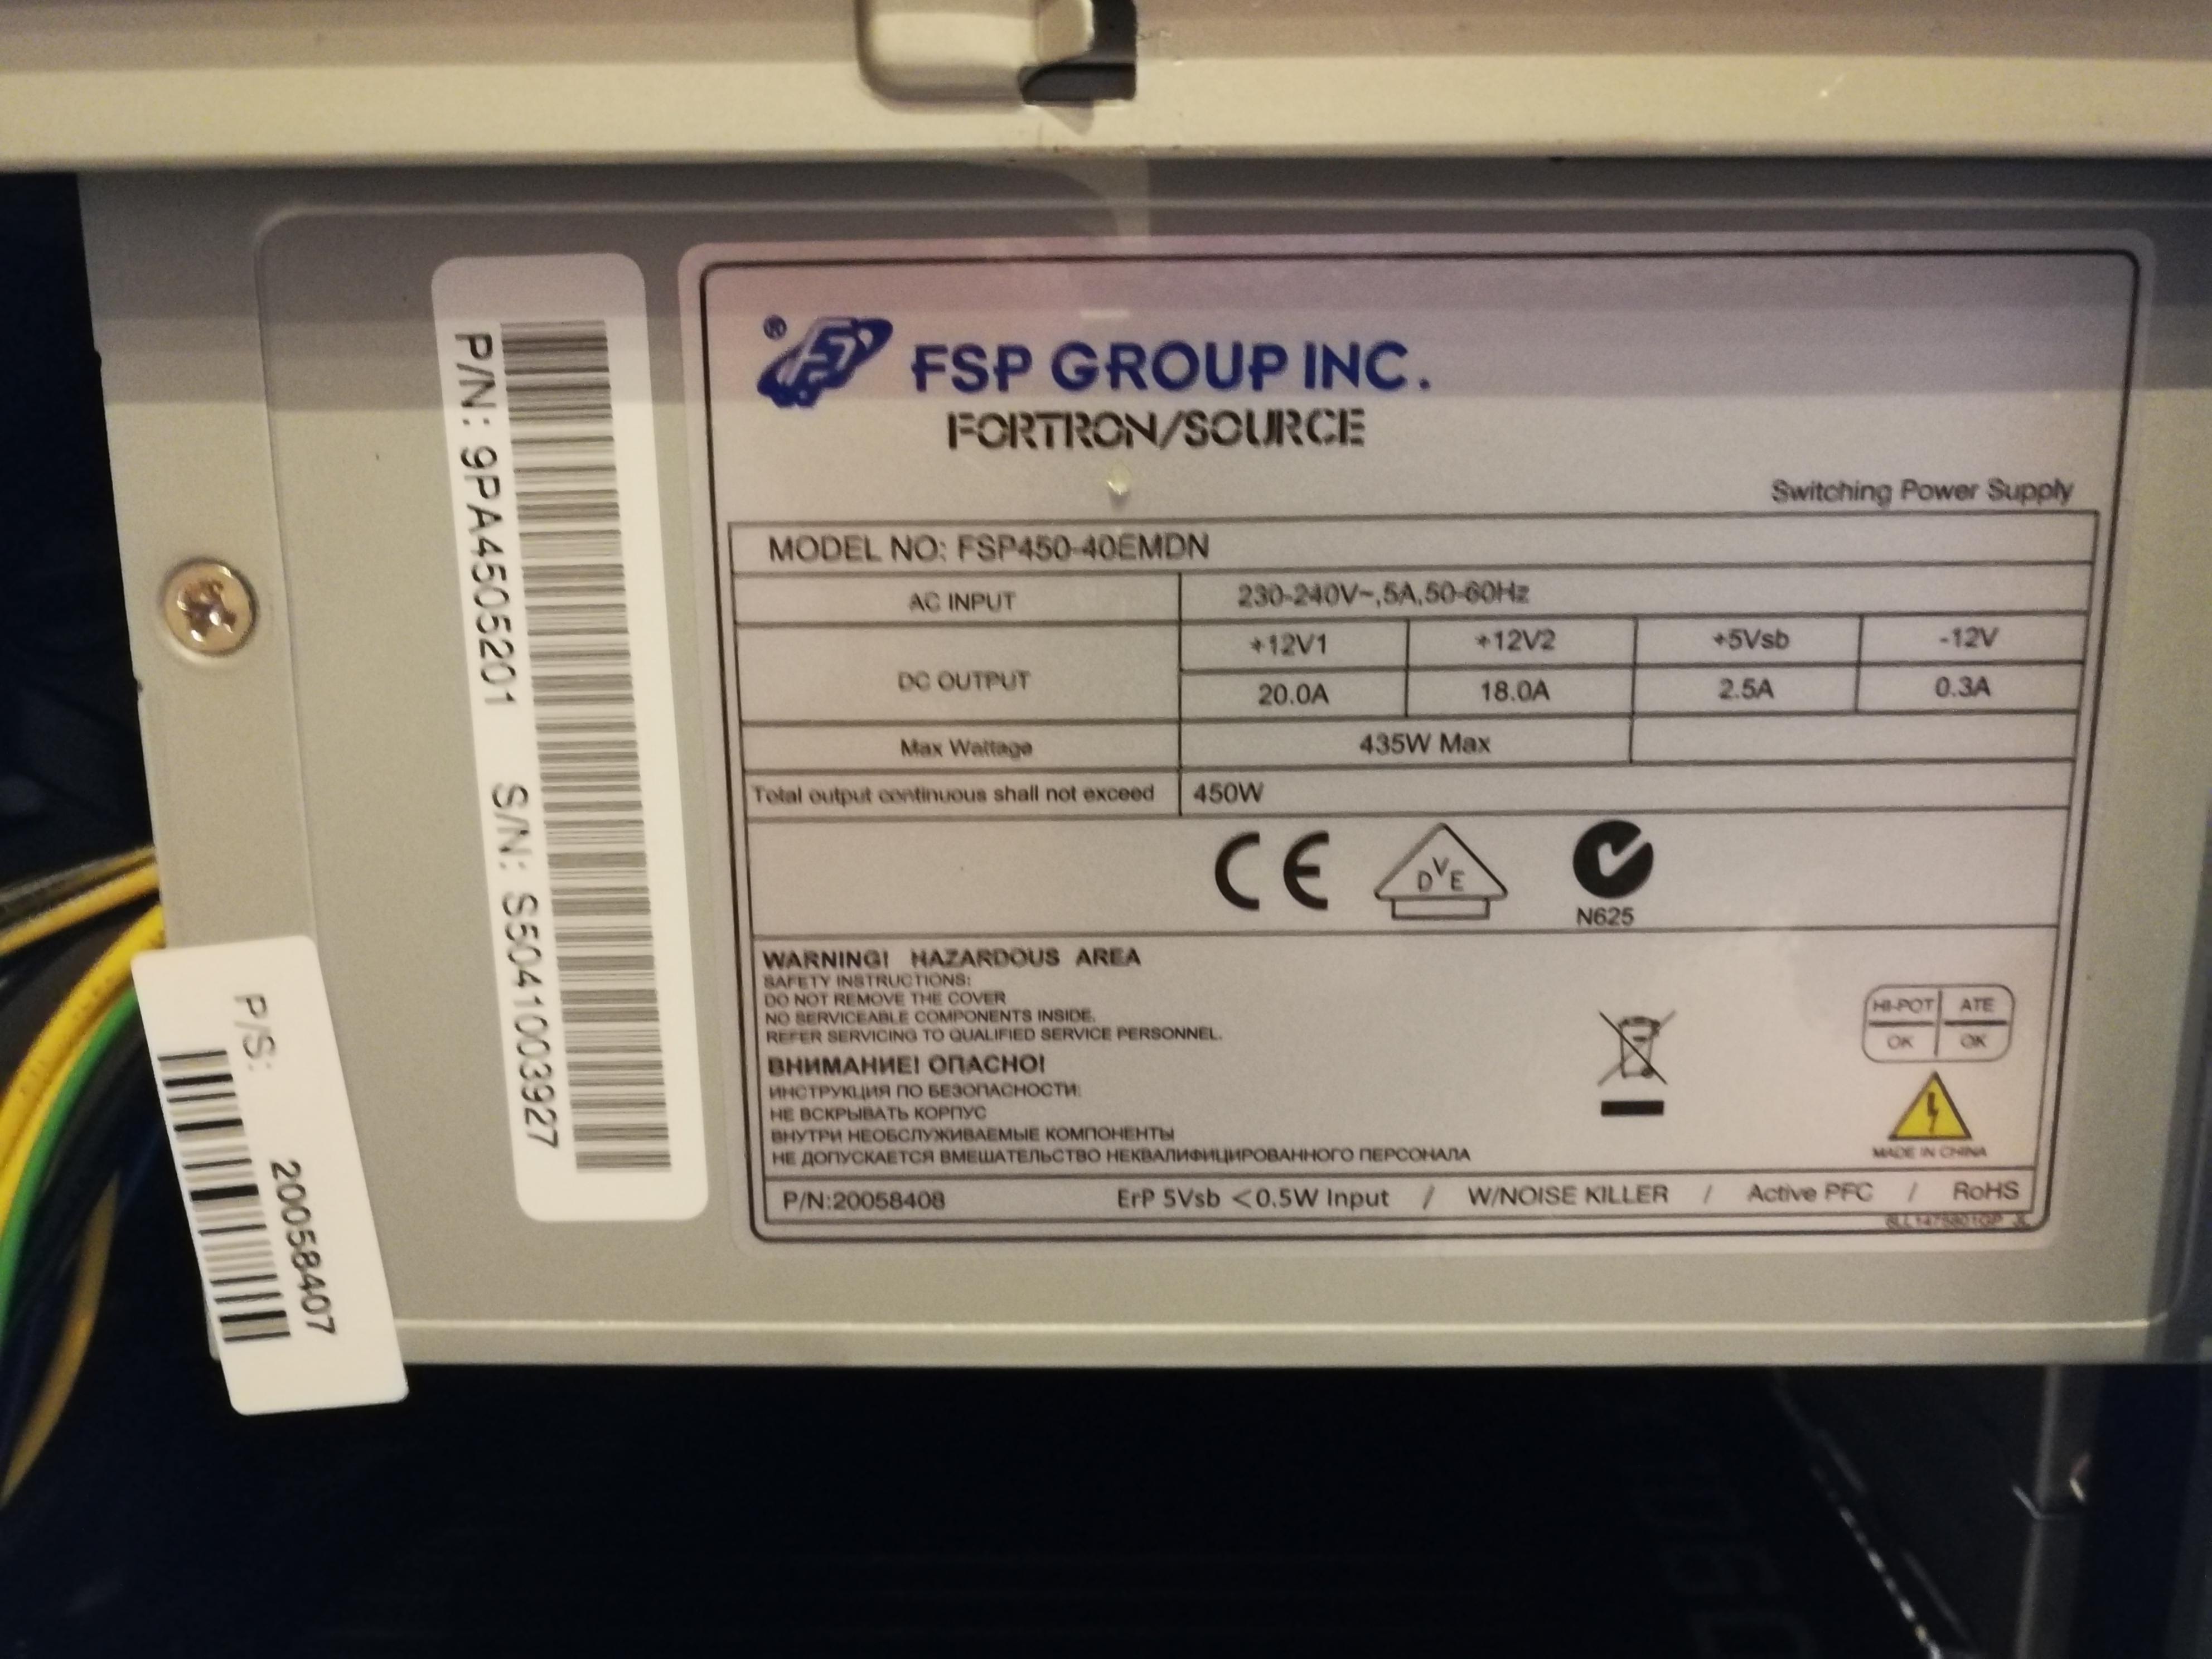 P/N: 9PA4505201 S/N: S5041003927
P/S:
20058407
®
FSP GROUP INC.
FORTRON/SOURCE
Switching Power Supply
MODEL NO: FSP450-40EMDN
AC INPUT 230-240V~,5A,50-60Hz
DC OUTPUT +12V1 +12V2 +5Vsb -12V
20.0A 18.0A 2.5A 0.3A
Max Wattage 435W Max
Total output continuous shall not exceed 450W
CE DVE
N625
WARNING! HAZARDOUS AREA
SAFETY INSTRUCTIONS:
DO NOT REMOVE THE COVER
NO SERVICEABLE COMPONENTS INSIDE.
REFER SERVICING TO QUALIFIED SERVICE PERSONNEL.
ВНИМАНИЕ! ОПАСНО!
ИНСТРУКЦИЯ ПО БЕЗОПАСНОСТИ:
НЕ ВСКРЫВАТЬ КОРПУС
ВНУТРИ НЕОБСЛУЖИВАЕМЫЕ КОМПОНЕНТЫ
НЕ ДОПУСКАЕТСЯ ВМЕШАТЕЛЬСТВО НЕКВАЛИФИЦИРОВАННОГО ПЕРСОНАЛА
HI-POT ATE
OK OK
MADE IN CHINA
P/N:20058408 ErP 5Vsb <0.5W Input / W/NOISE KILLER / Active PFC / RoHS